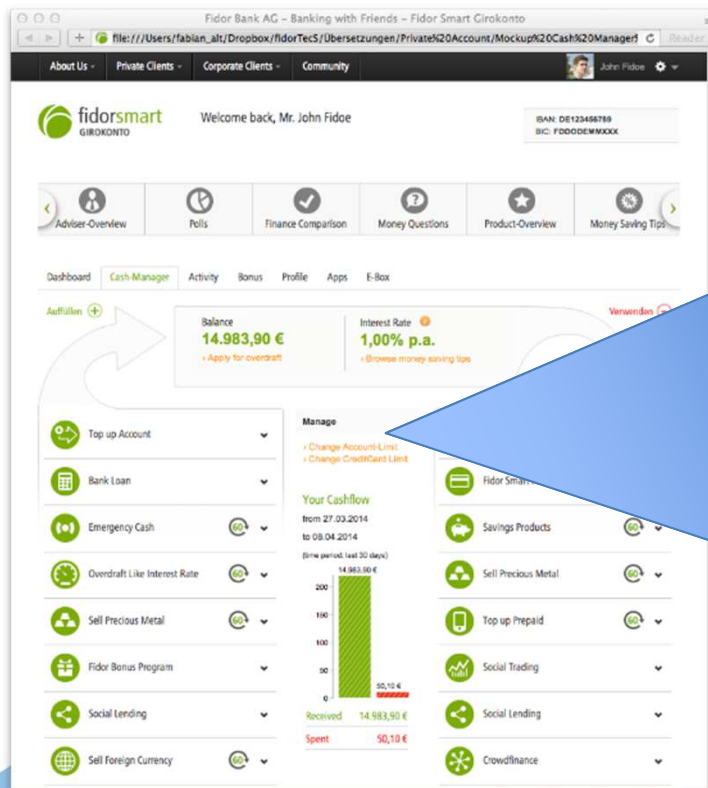 Fidor Bank AG – Banking with Friends – Fidor Smart Girokonto
file:///Users/fabian_alt/Dropbox/fidorTecS/Übersetzungen/Private%20Account/Mockup%20Cash%20Manager
Reader
About Us
Private Clients
Corporate Clients
Community
John Fidoe
fidorsmart
GIROKONTO
Welcome back, Mr. John Fidoe
IBAN: DE123456789
BIC: FDDODEMMXXX
Adviser-Overview
Polls
Finance Comparison
Money Questions
Product-Overview
Money Saving Tips
Dashboard
Cash-Manager
Activity
Bonus
Profile
Apps
E-Box
Auffüllen
Verwenden
Balance
14.983,90 €
› Apply for overdraft
Interest Rate
1,00% p.a.
› Browse money saving tips
Top up Account
Bank Loan
Emergency Cash
60
Overdraft Like Interest Rate
60
Sell Precious Metal
60
Fidor Bonus Program
Social Lending
Sell Foreign Currency
60
Manage
› Change Account-Limit
› Change CreditCard Limit
Your Cashflow
from 27.03.2014
to 08.04.2014
(time period: last 30 days)
14.983,90 €
200
150
100
50
0
50,10 €
Received 14.983,90 €
Spent 50,10 €
Fidor Smart
Savings Products
60
Sell Precious Metal
60
Top up Prepaid
60
Social Trading
Social Lending
Crowdfinance